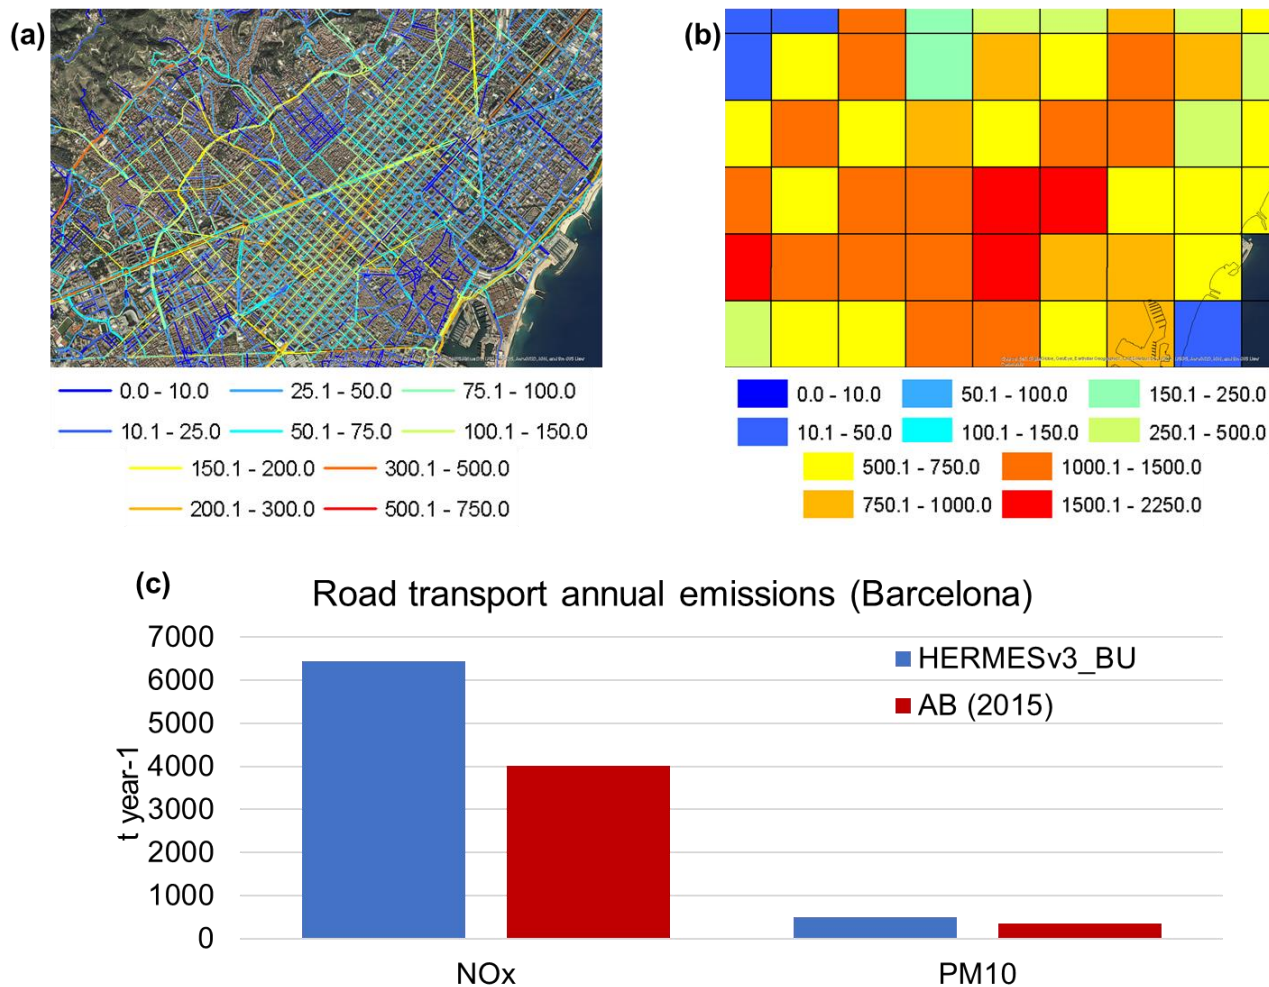 (a)
(b)
0.0 - 10.0 25.1 - 50.0 75.1 - 100.0
10.1 - 25.0 50.1 - 75.0 100.1 - 150.0
150.1 - 200.0 300.1 - 500.0
200.1 - 300.0 500.1 - 750.0
0.0 - 10.0 50.1 - 100.0 150.1 - 250.0
10.1 - 50.0 100.1 - 150.0 250.1 - 500.0
500.1 - 750.0 1000.1 - 1500.0
750.1 - 1000.0 1500.1 - 2250.0
(c)
Road transport annual emissions (Barcelona)
7000
6000
5000
4000
3000
2000
1000
0
t year-1
HERMESv3_BU
AB (2015)
NOx PM10